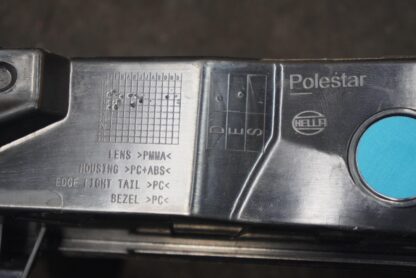 Polestar
HELLA
D E S
LENS >PMMA<
HOUSING >PC+ABS<
EDGE LIGHT TAIL >PC<
BEZEL >PC<